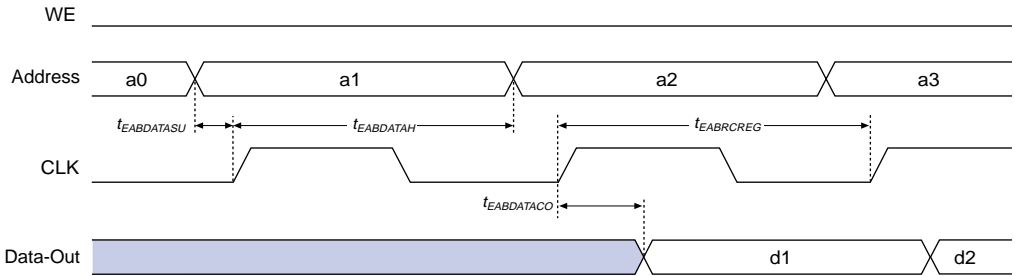 WE
Address a0 a1 a2 a3
tEABDATASU tEABDATAH tEABRCREG
CLK
tEABDATACO
Data-Out d1 d2